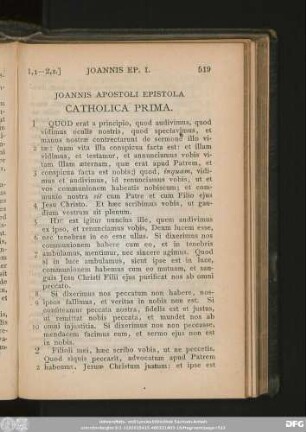 1,1–2,2.] JOANNIS EP. I. 519
JOANNIS APOSTOLI EPISTOLA
CATHOLICA PRIMA.
1 QUOD erat a principio, quod audivimus, quod
vidimus oculis nostris, quod spectavimus, et
manus nostræ contrectarunt de sermone illo vi-
2 tæ: (nam vita illa conspicua facta est: et illam
vidimus, et testamur, et annunciamus vobis vi-
tam illam æternam, quæ erat apud Patrem, et
3 conspicua facta est nobis:) quod, inquam, vidi-
mus et audivimus, id renunciamus vobis, ut et
vos communionem habeatis nobiscum; et com-
munio nostra sit cum Patre et cum Filio ejus
4 Jesu Christo. Et hæc scribimus vobis, ut gau-
dium vestrum sit plenum.
5 Hic est igitur nuncius ille, quem audivimus
ex ipso, et renunciamus vobis, Deum lucem esse,
6 nec tenebras in eo esse ullas. Si dixerimus nos
communionem habere cum eo, et in tenebris
7 ambulamus, mentimur, nec sincere agimus. Quod
si in luce ambulamus, sicut ipse est in luce,
communionem habemus cum eo mutuam, et san-
guis Jesu Christi Filii ejus purificat nos ab omni
peccato.
8 Si dixerimus nos peccatum non habere, nos-
9 ipsos fallimus, et veritas in nobis non est. Si
confiteamur peccata nostra, fidelis est et justus,
ut remittat nobis peccata, et mundet nos ab
10 omni injustitia. Si dixerimus nos non peccasse,
mendacem facimus eum, et sermo ejus non est
in nobis.
2 Filioli mei, hæc scribo vobis, ut ne peccetis.
Quod siquis peccarit, advocatum apud Patrem
2 habemus, Jesum Christum justum: et ipse est